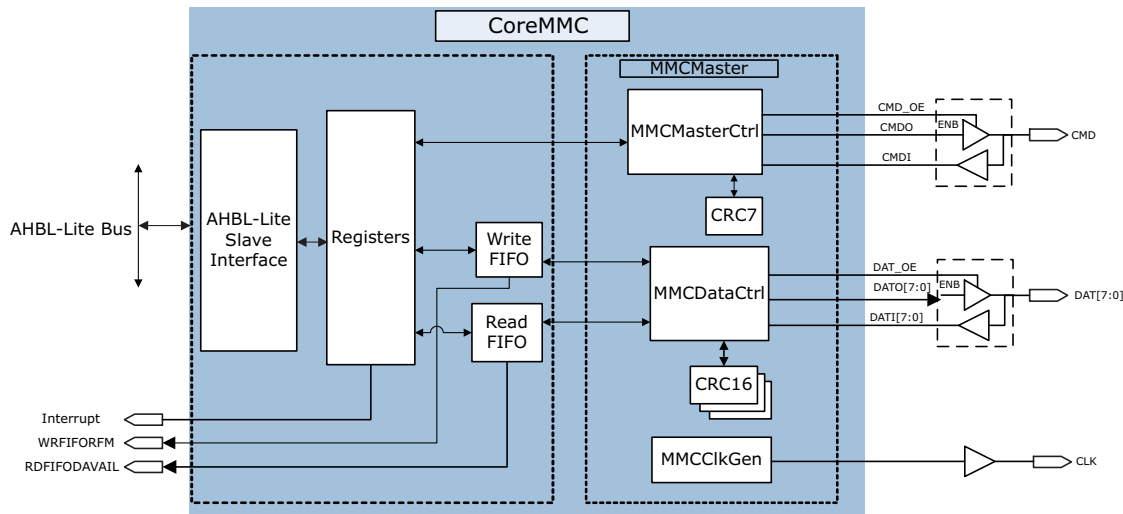 CoreMMC
MMCMaster
AHBL-Lite Bus
AHBL-Lite
Slave
Interface
Registers
Write
FIFO
Read
FIFO
MMCMasterCtrl
CRC7
MMCDataCtrl
CRC16
MMCClkGen
CMD_OE
CMDO
CMDI
ENB
CMD
DAT_OE
DATO[7:0]
DATI[7:0]
ENB
DAT[7:0]
CLK
Interrupt
WRFIFORFM
RDFIFODAVAIL